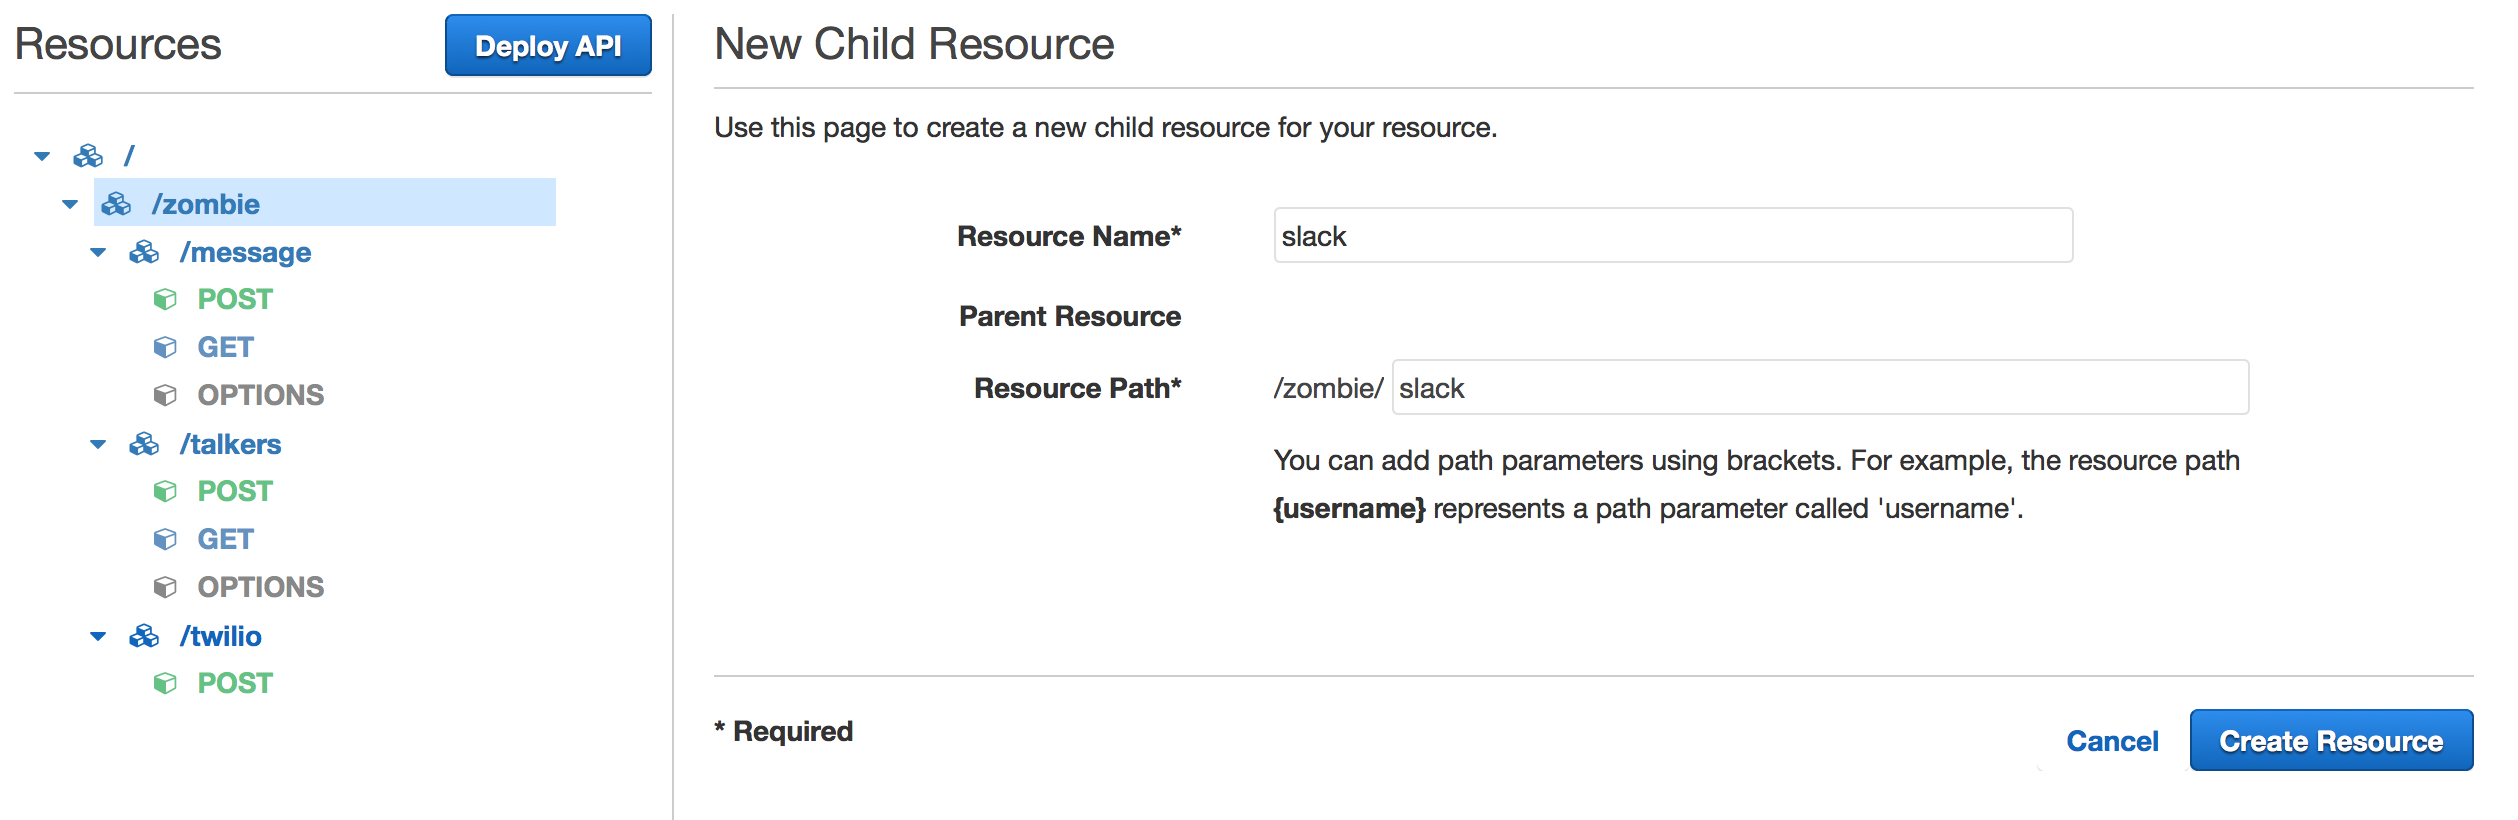 Resources
Deploy API
/
/zombie
/message
POST
GET
OPTIONS
/talkers
POST
GET
OPTIONS
/twilio
POST
New Child Resource
Use this page to create a new child resource for your resource.
Resource Name* slack
Parent Resource
Resource Path* /zombie/ slack
You can add path parameters using brackets. For example, the resource path
{username} represents a path parameter called 'username'.
* Required
Cancel
Create Resource